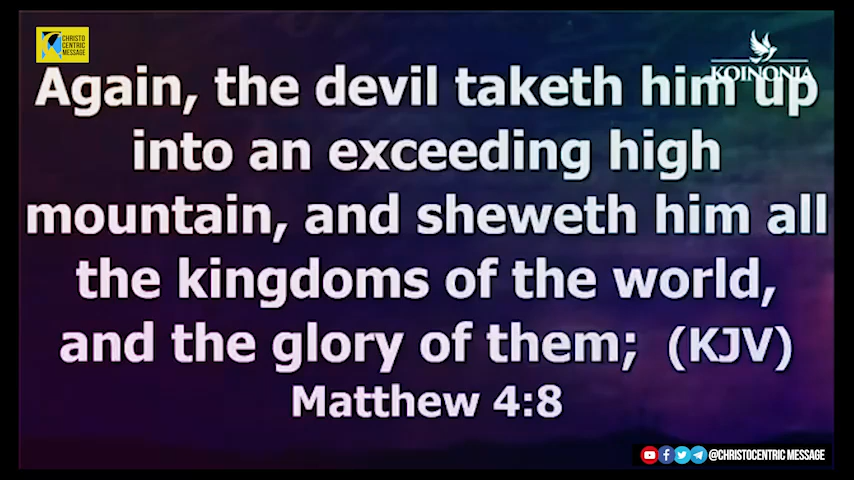 CHRISTO
CENTRIC
MESSAGE
KOINONIA
Again, the devil taketh him up
into an exceeding high
mountain, and sheweth him all
the kingdoms of the world,
and the glory of them; (KJV)
Matthew 4:8
@CHRISTOCENTRIC MESSAGE